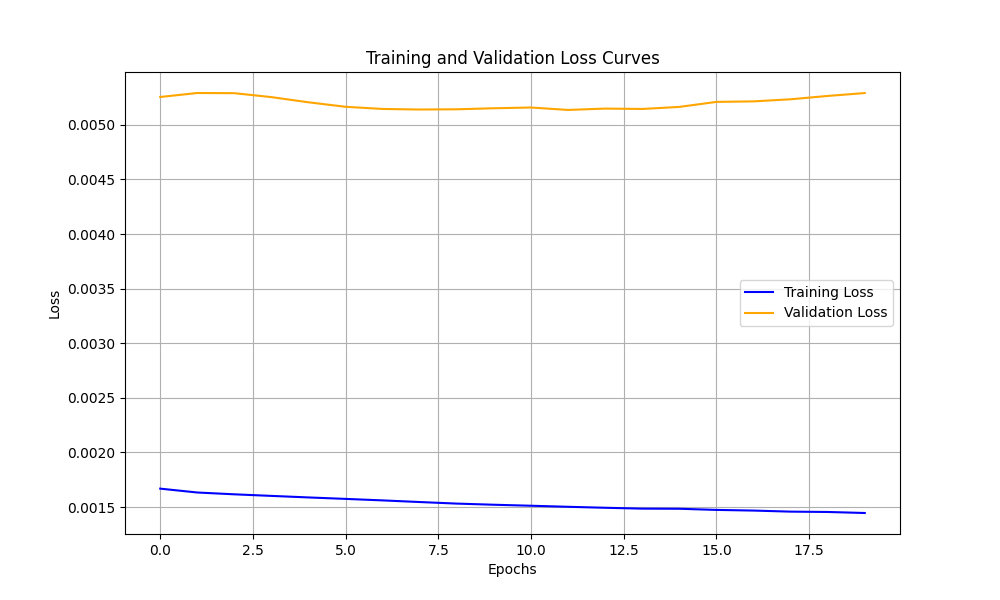 Training and Validation Loss Curves
0.0050
0.0045
0.0040
0.0035
0.0030
0.0025
0.0020
0.0015
Loss
Training Loss
Validation Loss
0.0 2.5 5.0 7.5 10.0 12.5 15.0 17.5
Epochs